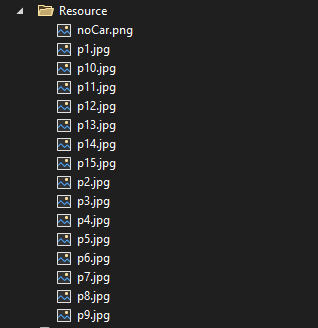 Resource
noCar.png
p1.jpg
p10.jpg
p11.jpg
p12.jpg
p13.jpg
p14.jpg
p15.jpg
p2.jpg
p3.jpg
p4.jpg
p5.jpg
p6.jpg
p7.jpg
p8.jpg
p9.jpg